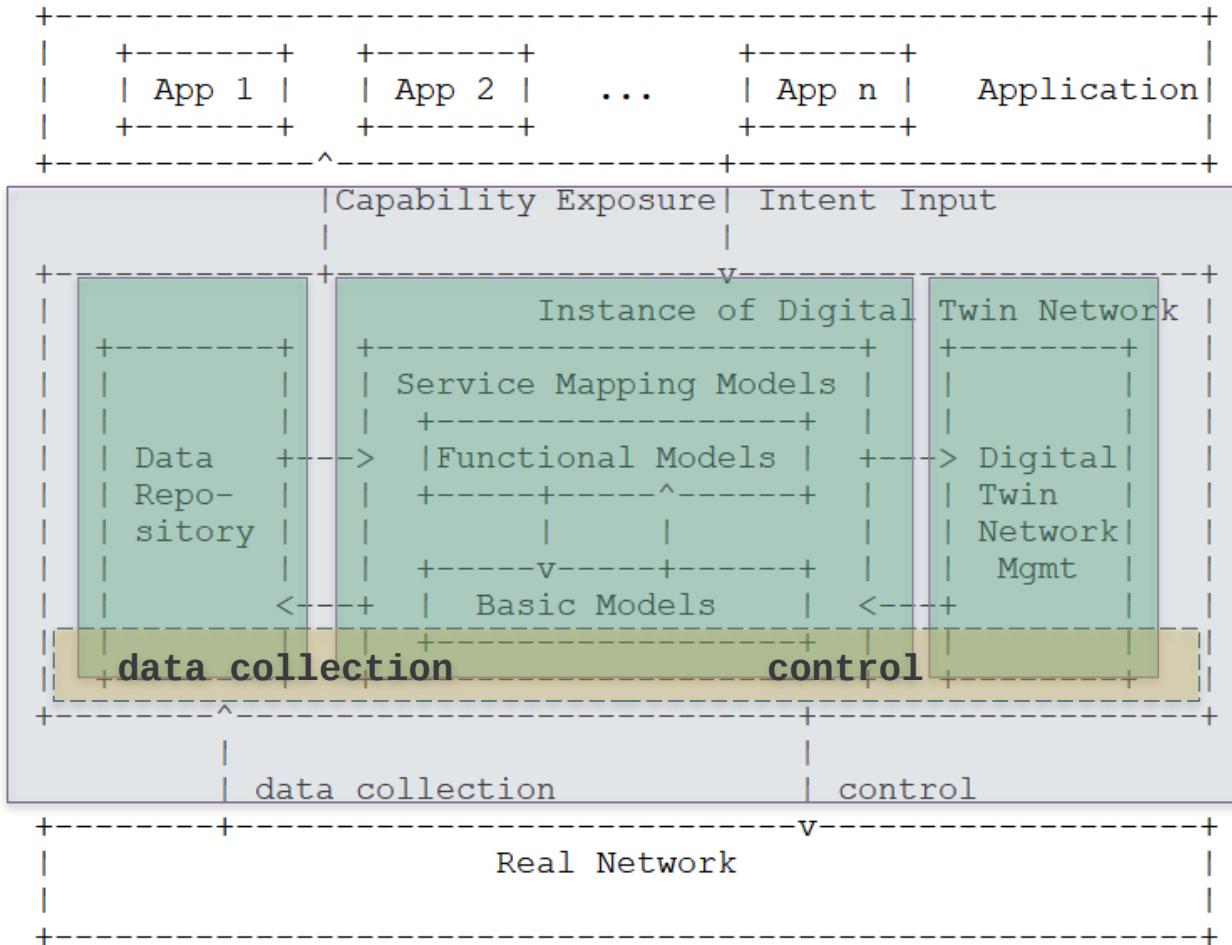 +----------------------------------------------------------+
|   +-------+   +-------+          +-------+              |
|   | App 1 |   | App 2 |   ...    | App n |   Application|
|   +-------+   +-------+          +-------+              |
+-------------^-------------------+------------------------+
|Capability Exposure| Intent Input
|                   |
+-------------+-------------------v------------------------+
|                        Instance of Digital Twin Network |
|  +--------+   +------------------------+   +--------+   |
|  |        |   | Service Mapping Models |   |        |   |
|  |        |   |  +------------------+  |   |        |   |
|  | Data   +--->  |Functional Models |  +---> Digital|   |
|  | Repo-  |   |  +-----+-----^------+  |   | Twin   |   |
|  | sitory |   |        |     |         |   | Network|   |
|  |        |   |  +-----v-----+------+  |   |  Mgmt  |   |
|  |        <---+  |  Basic Models    |  <---+        |   |
|  |        |   |  +------------------+  |   |        |   |
data collection control
+--------^----------------------------+--------------------+
|                            |
| data collection            | control
+--------+----------------------------v--------------------+
|                      Real Network                       |
|                                                         |
+----------------------------------------------------------+